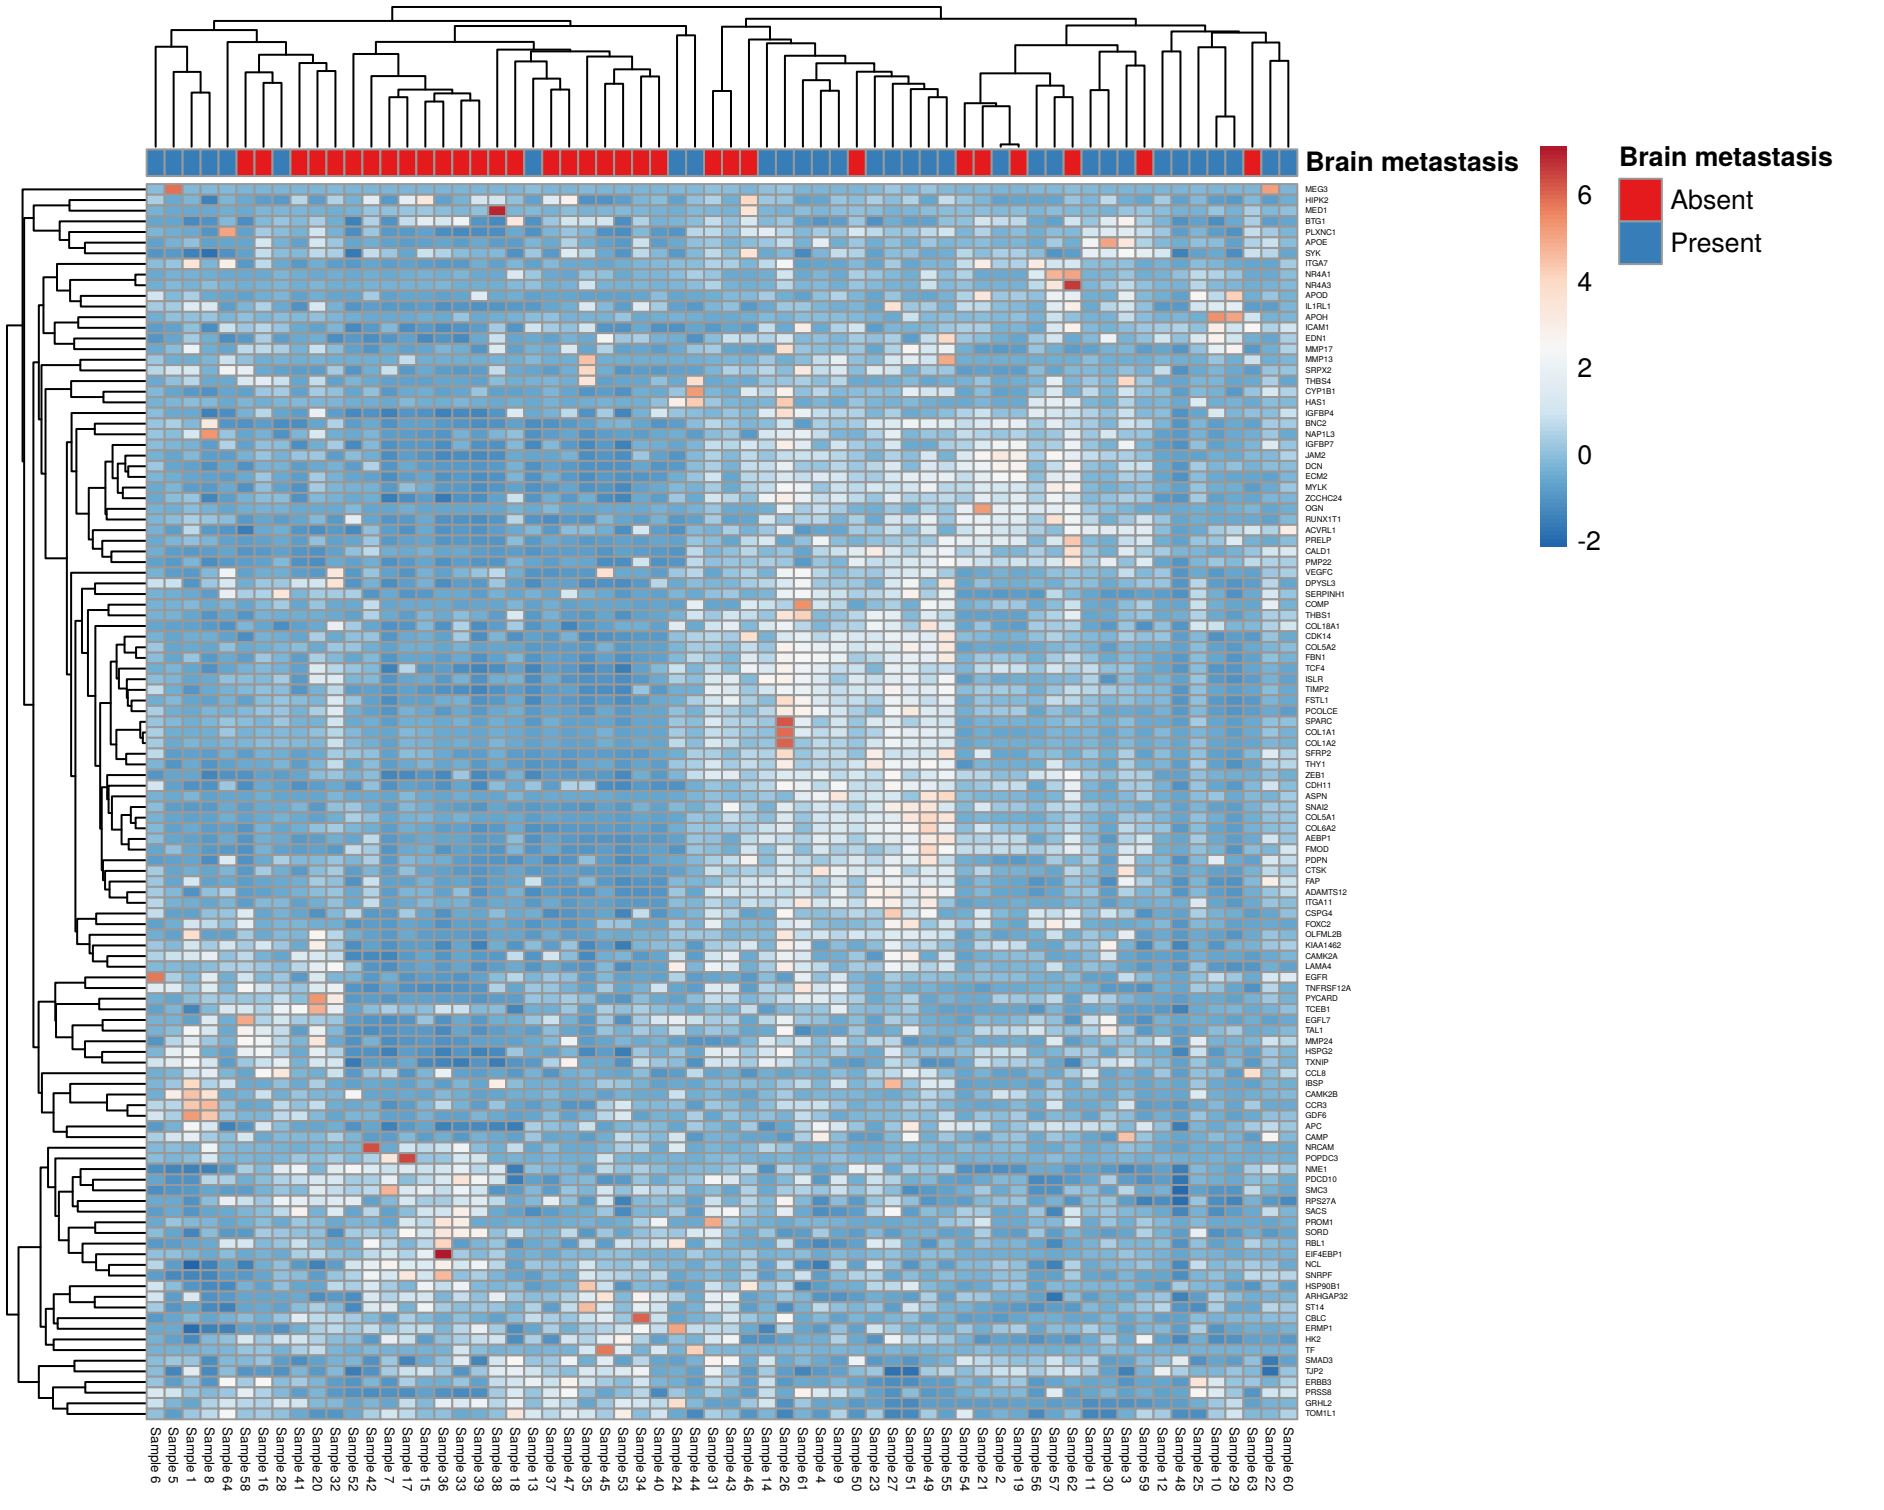 Brain metastasis
6
4
2
0
-2
Brain metastasis
Absent
Present
MEG3
HIPK2
MED1
BTG1
PLXNC1
APOE
SYK
ITGA7
NR4A1
NR4A3
APOD
IL1RL1
APOH
ICAM1
EDN1
MMP17
MMP13
SRPX2
THBS4
CYP1B1
HAS1
IGFBP4
BNC2
NAP1L3
IGFBP7
JAM2
DCN
ECM2
MYLK
ZCCHC24
OGN
RUNX1T1
ACVRL1
PRELP
CALD1
PMP22
VEGFC
DPYSL3
SERPINH1
COMP
THBS1
COL18A1
CDK14
COL5A2
FBN1
TCF4
ISLR
TIMP2
FSTL1
PCOLCE
SPARC
COL1A1
COL1A2
SFRP2
THY1
ZEB1
CDH11
ASPN
SNAI2
COL5A1
COL6A2
AEBP1
FMOD
PDPN
CTSK
FAP
ADAMTS12
ITGA11
CSPG4
FOXC2
OLFML2B
KIAA1462
CAMK2A
LAMA4
EGFR
TNFRSF12A
PYCARD
TCEB1
EGFL7
TAL1
MMP24
HSPG2
TXNIP
CCL8
IBSP
CAMK2B
CCR3
GDF6
APC
CAMP
NRCAM
POPDC3
NME1
PDCD10
SMC3
RPS27A
SACS
PROM1
SORD
RBL1
EIF4EBP1
NCL
SNRPF
HSP90B1
ARHGAP32
ST14
CBLC
ERMP1
HK2
TF
SMAD3
TJP2
ERBB3
PRSS8
GRHL2
TOM1L1
Sample 6
Sample 5
Sample 1
Sample 8
Sample 64
Sample 58
Sample 16
Sample 28
Sample 41
Sample 20
Sample 32
Sample 52
Sample 42
Sample 7
Sample 17
Sample 15
Sample 36
Sample 33
Sample 39
Sample 38
Sample 18
Sample 13
Sample 37
Sample 47
Sample 35
Sample 45
Sample 53
Sample 34
Sample 40
Sample 24
Sample 44
Sample 31
Sample 43
Sample 46
Sample 14
Sample 26
Sample 61
Sample 4
Sample 9
Sample 50
Sample 23
Sample 27
Sample 51
Sample 49
Sample 55
Sample 54
Sample 21
Sample 2
Sample 19
Sample 56
Sample 57
Sample 62
Sample 11
Sample 30
Sample 3
Sample 59
Sample 12
Sample 48
Sample 25
Sample 10
Sample 29
Sample 63
Sample 22
Sample 60